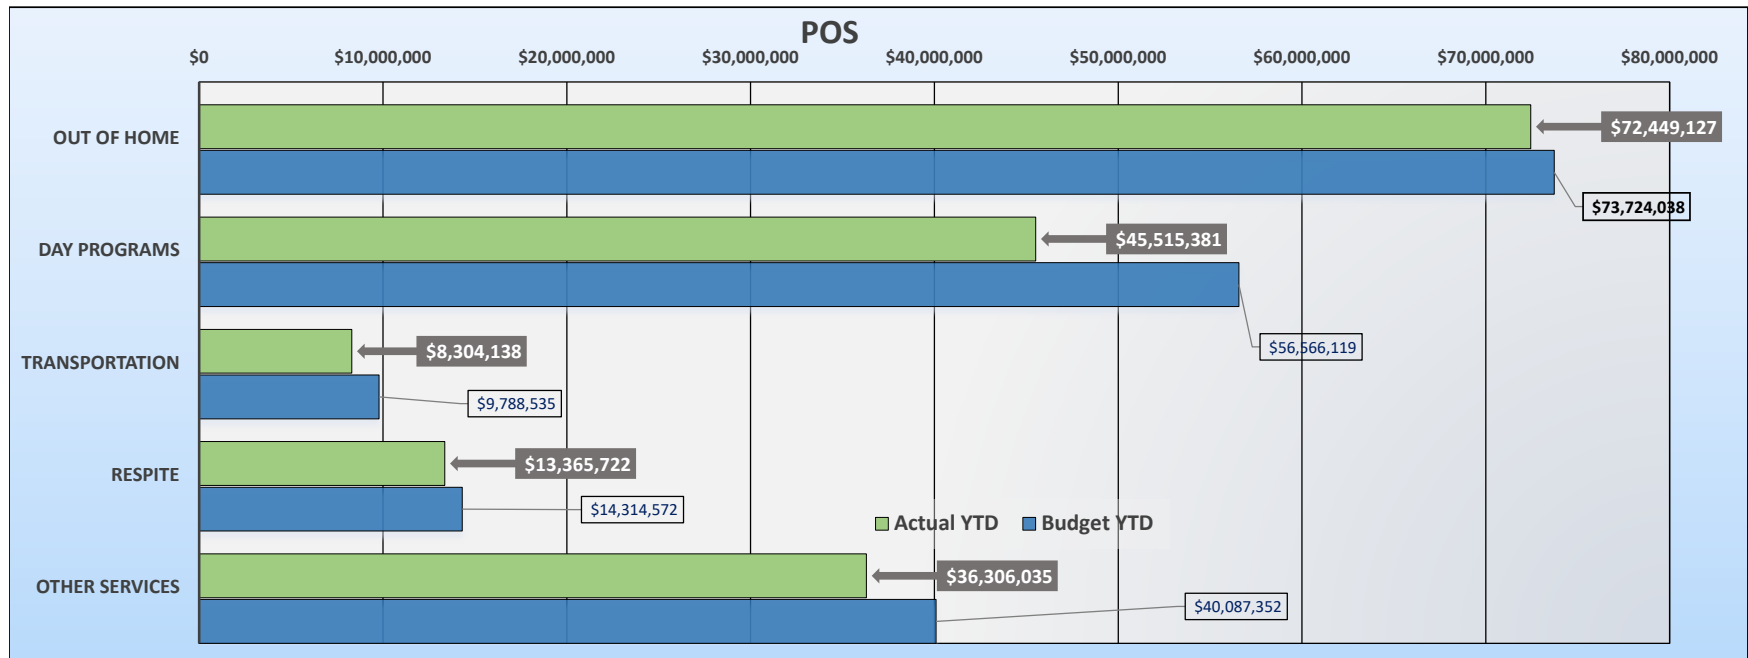 POS
$0 $10,000,000 $20,000,000 $30,000,000 $40,000,000 $50,000,000 $60,000,000 $70,000,000 $80,000,000
OUT OF HOME
$72,449,127
$73,724,038
DAY PROGRAMS
$45,515,381
$56,566,119
TRANSPORTATION
$8,304,138
$9,788,535
RESPITE
$13,365,722
$14,314,572
Actual YTD Budget YTD
OTHER SERVICES
$36,306,035
$40,087,352